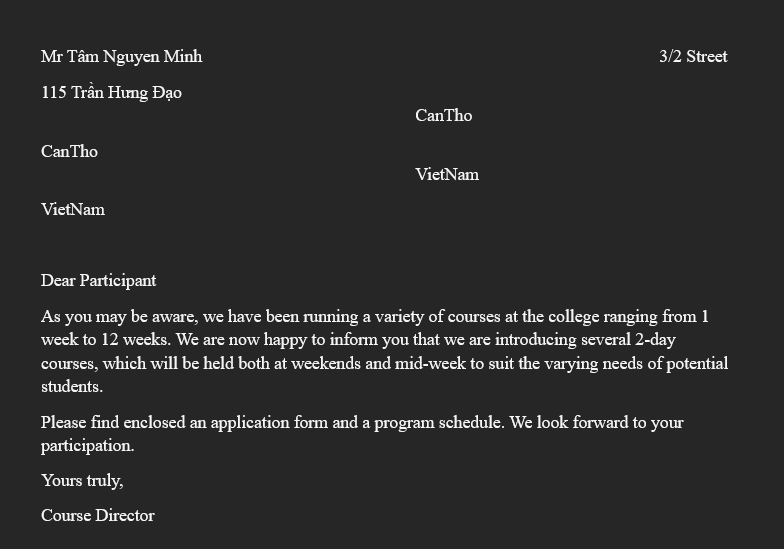 Mr Tâm Nguyen Minh 3/2 Street
115 Trần Hưng Đạo
CanTho
CanTho
VietNam
VietNam
Dear Participant
As you may be aware, we have been running a variety of courses at the college ranging from 1
week to 12 weeks. We are now happy to inform you that we are introducing several 2-day
courses, which will be held both at weekends and mid-week to suit the varying needs of potential
students.
Please find enclosed an application form and a program schedule. We look forward to your
participation.
Yours truly,
Course Director